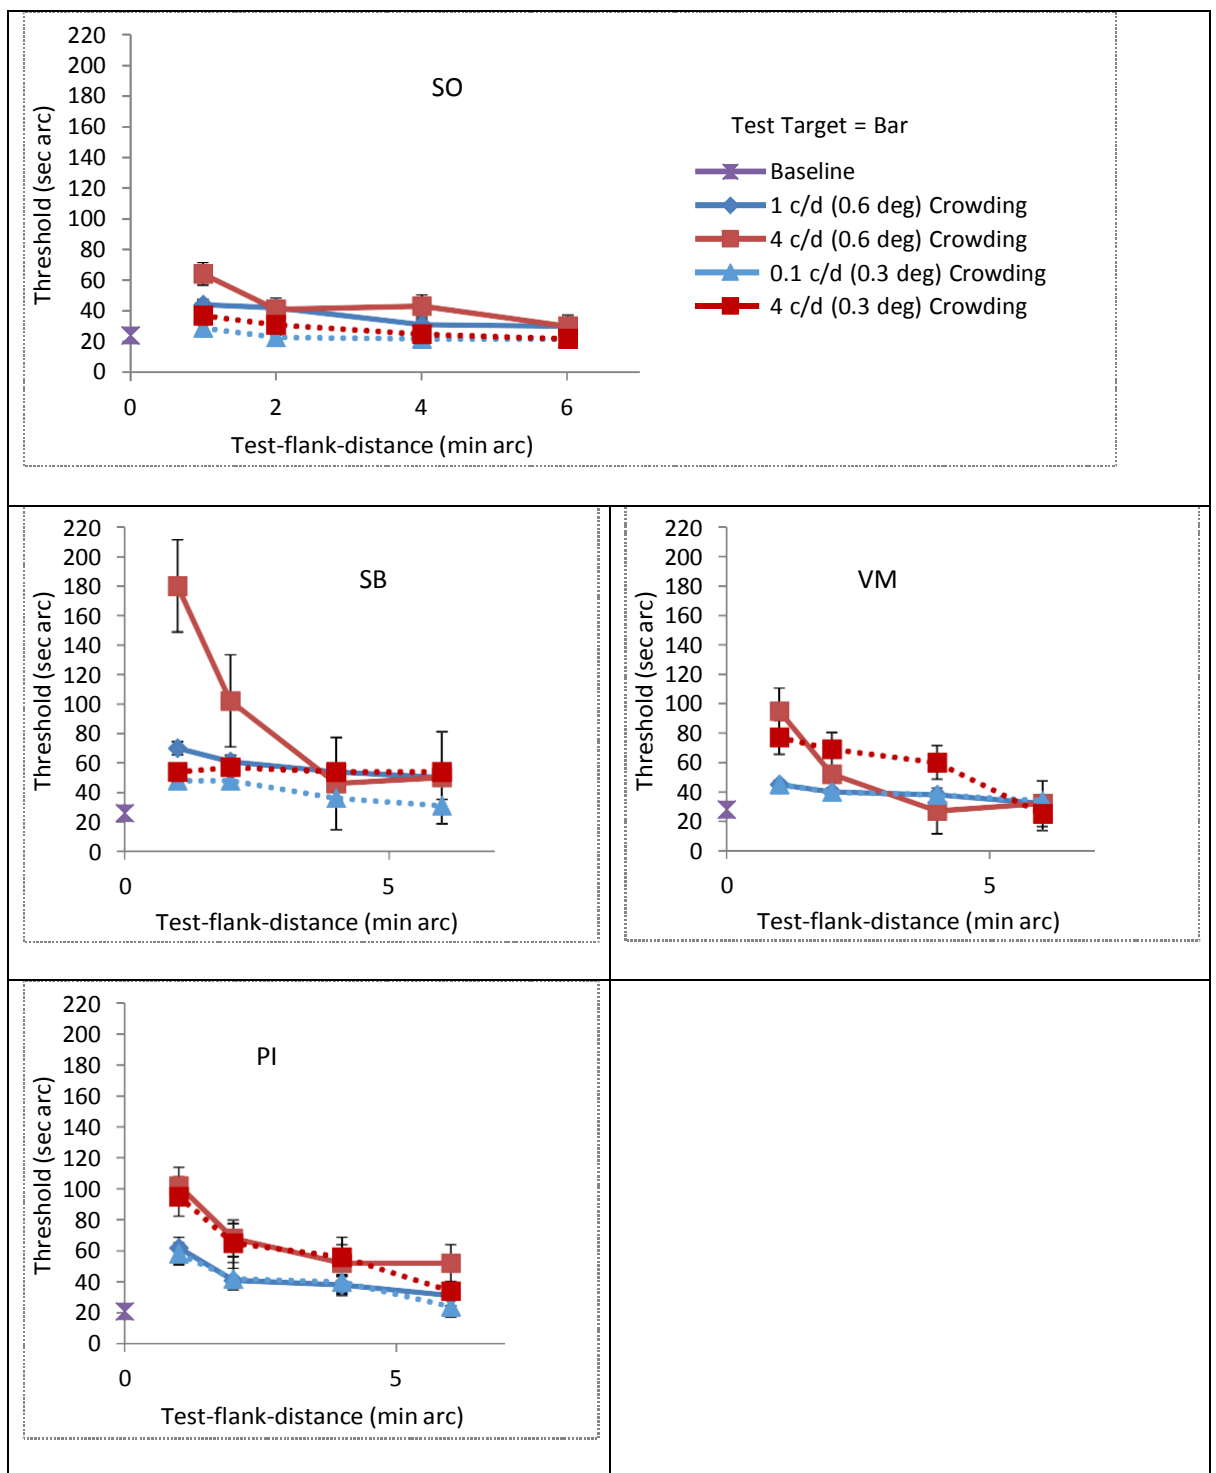 220
200
180
160
140
120
100
80
60
40
20
0
Threshold (sec arc)
SO
0 2 4 6
Test-flank-distance (min arc)
Test Target = Bar
Baseline
1 c/d (0.6 deg) Crowding
4 c/d (0.6 deg) Crowding
0.1 c/d (0.3 deg) Crowding
4 c/d (0.3 deg) Crowding
220
200
180
160
140
120
100
80
60
40
20
0
Threshold (sec arc)
SB
0 5
Test-flank-distance (min arc)
220
200
180
160
140
120
100
80
60
40
20
0
Threshold (sec arc)
VM
0 5
Test-flank-distance (min arc)
220
200
180
160
140
120
100
80
60
40
20
0
Threshold (sec arc)
PI
0 5
Test-flank-distance (min arc)